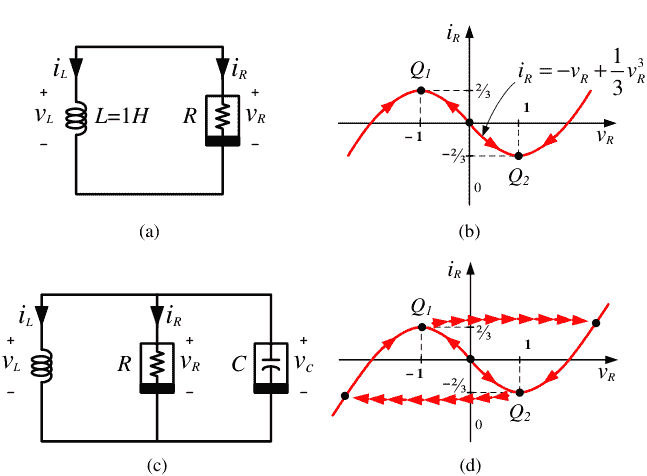 i_L
i_R
+
v_L
−
L=1H
R
+
v_R
−
(a)
i_R
Q_1
i_R = −v_R + 1/3 v_R^3
2/3
1
−1
v_R
−2/3
Q_2
0
(b)
i_L
i_R
+
v_L
−
R
+
v_R
−
C
+
v_c
−
(c)
i_R
Q_1
2/3
1
−1
v_R
−2/3
Q_2
0
(d)